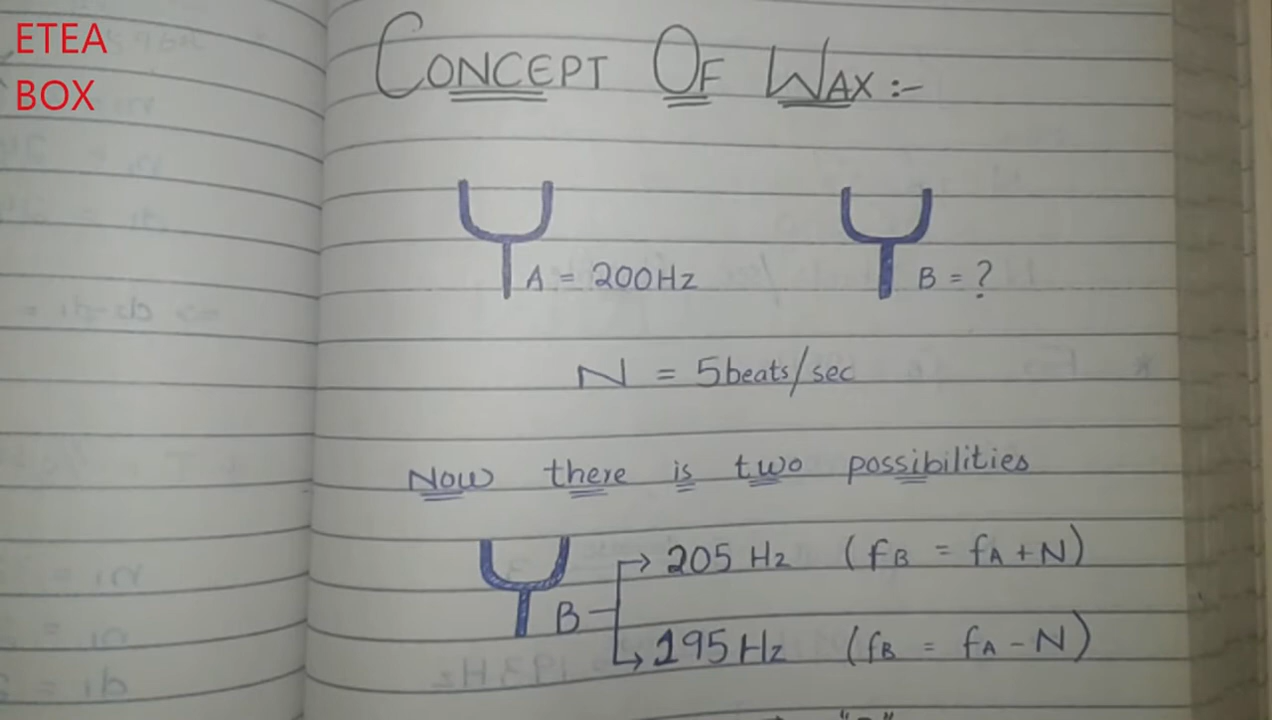 ETEA
BOX
CONCEPT OF WAX :-
A = 200Hz
B = ?
N = 5beats/sec
Now there is two possibilities
205 Hz (fB = fA + N)
B
195 Hz (fB = fA - N)